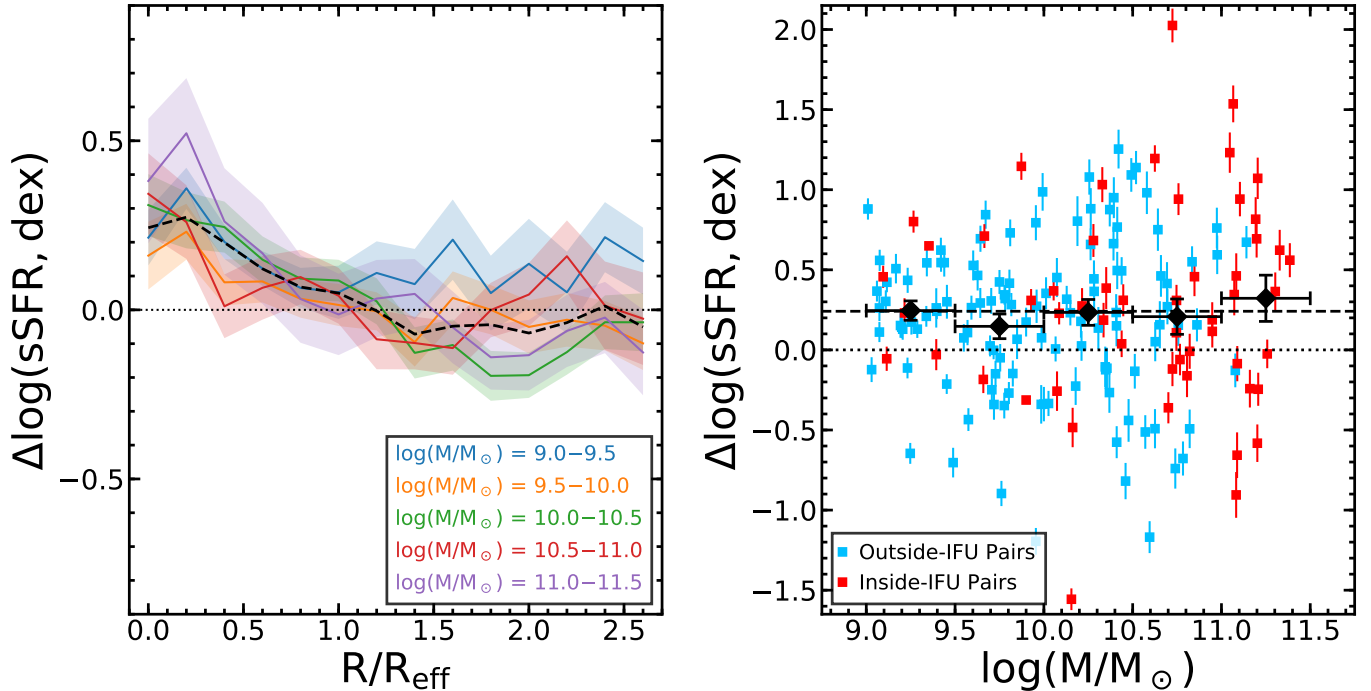 Δlog(sSFR, dex)
0.5
0.0
−0.5
0.0 0.5 1.0 1.5 2.0 2.5
R/R_eff
log(M/M_⊙) = 9.0−9.5
log(M/M_⊙) = 9.5−10.0
log(M/M_⊙) = 10.0−10.5
log(M/M_⊙) = 10.5−11.0
log(M/M_⊙) = 11.0−11.5
Δlog(sSFR, dex)
2.0
1.5
1.0
0.5
0.0
−0.5
−1.0
−1.5
9.0 9.5 10.0 10.5 11.0 11.5
log(M/M_⊙)
Outside-IFU Pairs
Inside-IFU Pairs